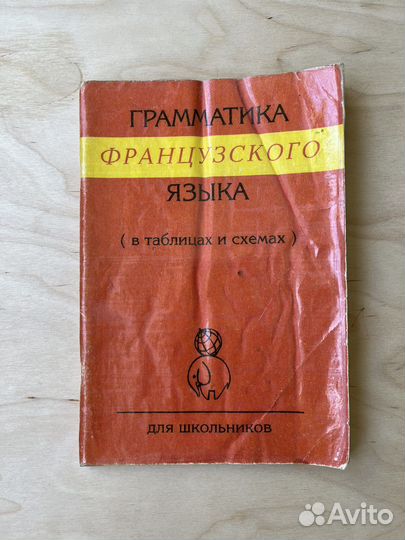 ГРАММАТИКА
ФРАНЦУЗСКОГО
ЯЗЫКА
( в таблицах и схемах )
ДЛЯ ШКОЛЬНИКОВ
Avito